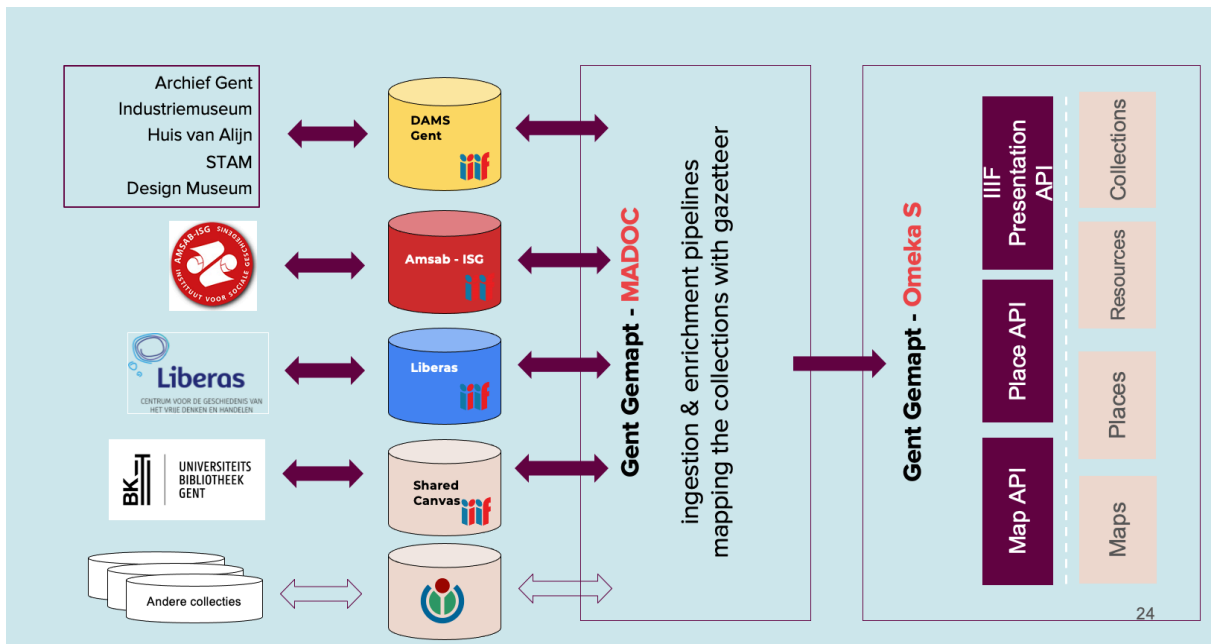 Archief Gent
Industriemuseum
Huis van Alijn
STAM
Design Museum
DAMS
Gent
iiif
AMSAB-ISG
INSTITUUT VOOR SOCIALE GESCHIEDENIS
Amsab - ISG
ii
Liberas
CENTRUM VOOR DE GESCHIEDENIS VAN
HET VRIJE DENKEN EN HANDELEN
Liberas
iiif
UNIVERSITEITS
BIBLIOTHEEK
GENT
Shared
Canvas
iiif
Andere collecties
Gent Gemapt - MADOC
ingestion & enrichment pipelines
mapping the collections with gazetteer
Gent Gemapt - Omeka S
IIIF
Presentation
API
Place API
Map API
Collections
Resources
Places
Maps
24